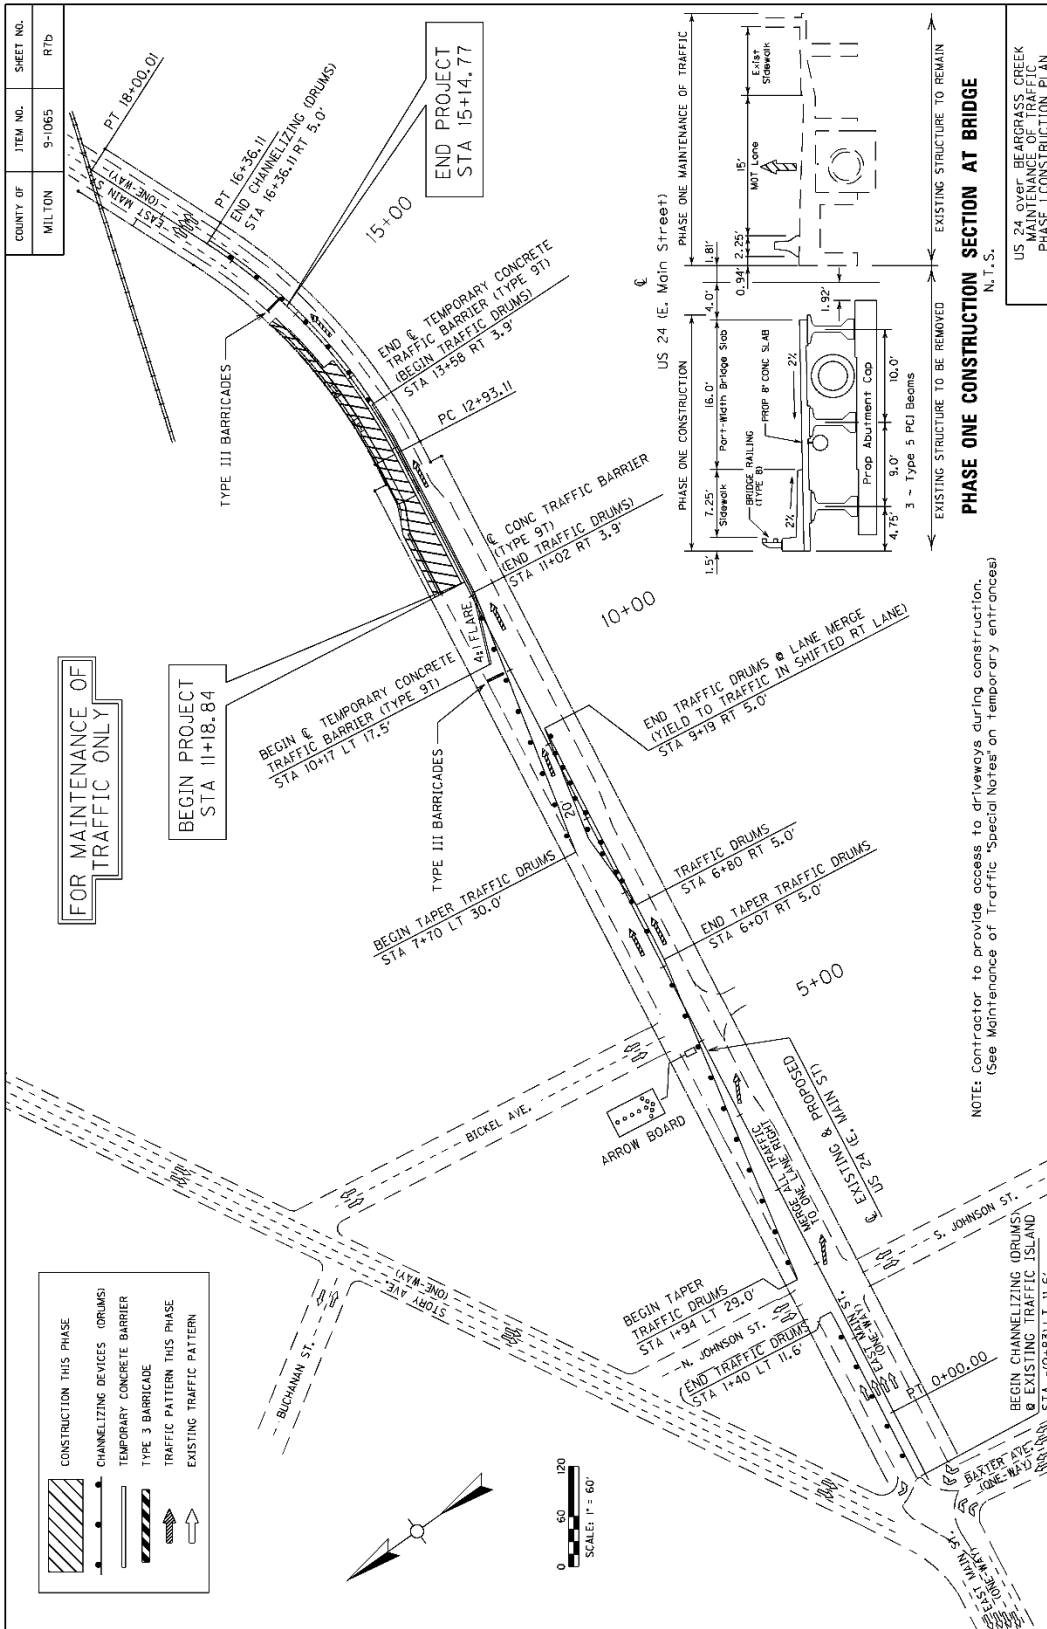 COUNTY OF
ITEM NO.
SHEET NO.
MILTON
9-1065
R7b
FOR MAINTENANCE OF
TRAFFIC ONLY
CONSTRUCTION THIS PHASE
CHANNELIZING DEVICES (DRUMS)
TEMPORARY CONCRETE BARRIER
TYPE 3 BARRICADE
TRAFFIC PATTERN THIS PHASE
EXISTING TRAFFIC PATTERN
0 60 120
SCALE: 1" = 60'
BUCHANAN ST.
STORY AVE.
(ONE-WAY)
BICKEL AVE.
ARROW BOARD
N. JOHNSON ST.
S. JOHNSON ST.
BEGIN TAPER
TRAFFIC DRUMS
STA 1+94 LT 29.0'
END TRAFFIC DRUMS
STA 1+40 LT 11.6'
EAST MAIN ST.
(ONE-WAY)
PT 0+00.00
BAXTER AVE.
(ONE-WAY)
EAST MAIN ST.
(ONE-WAY)
BEGIN CHANNELIZING (DRUMS)
@ EXISTING TRAFFIC ISLAND
MERGE ALL TRAFFIC
TO ONE LANE RIGHT
℄ EXISTING & PROPOSED
US 24 (E. MAIN ST)
5+00
END TAPER TRAFFIC DRUMS
STA 6+07 RT 5.0'
TRAFFIC DRUMS
STA 6+80 RT 5.0'
BEGIN TAPER TRAFFIC DRUMS
STA 7+70 LT 30.0'
20'
END TRAFFIC DRUMS @ LANE MERGE
(YIELD TO TRAFFIC IN SHIFTED RT LANE)
STA 9+19 RT 5.0'
TYPE III BARRICADES
BEGIN ℄ TEMPORARY CONCRETE
TRAFFIC BARRIER (TYPE 9T)
STA 10+17 LT 17.5'
4:1 FLARE
10+00
BEGIN PROJECT
STA 11+18.84
℄ CONC TRAFFIC BARRIER
(TYPE 9T)
(END TRAFFIC DRUMS)
STA 11+02 RT 3.9'
PC 12+93.11
END ℄ TEMPORARY CONCRETE
TRAFFIC BARRIER (TYPE 9T)
(BEGIN TRAFFIC DRUMS)
STA 13+58 RT 3.9'
TYPE III BARRICADES
15+00
END PROJECT
STA 15+14.77
PT 16+36.11
END CHANNELIZING (DRUMS)
STA 16+36.11 RT 5.0'
EAST MAIN ST.
(ONE-WAY)
PT 18+00.01
℄
US 24 (E. Main Street)
PHASE ONE CONSTRUCTION
PHASE ONE MAINTENANCE OF TRAFFIC
1.5'
7.25'
Sidewalk
16.0'
Part-Width Bridge Slab
4.0'
1.81'
0.94'
2.25'
15'
MOT Lane
Exist
Sidewalk
BRIDGE RAILING
(TYPE B)
PROP 8" CONC SLAB
2%
2%
1.92'
Prop Abutment Cap
4.75'
9.0'
10.0'
3 ~ Type 5 PCI Beams
EXISTING STRUCTURE TO BE REMOVED
EXISTING STRUCTURE TO REMAIN
PHASE ONE CONSTRUCTION SECTION AT BRIDGE
N.T.S.
NOTE: Contractor to provide access to driveways during construction.
(See Maintenance of Traffic "Special Notes" on temporary entrances)
US 24 over BEARGRASS CREEK
MAINTENANCE OF TRAFFIC
PHASE 1 CONSTRUCTION PLAN